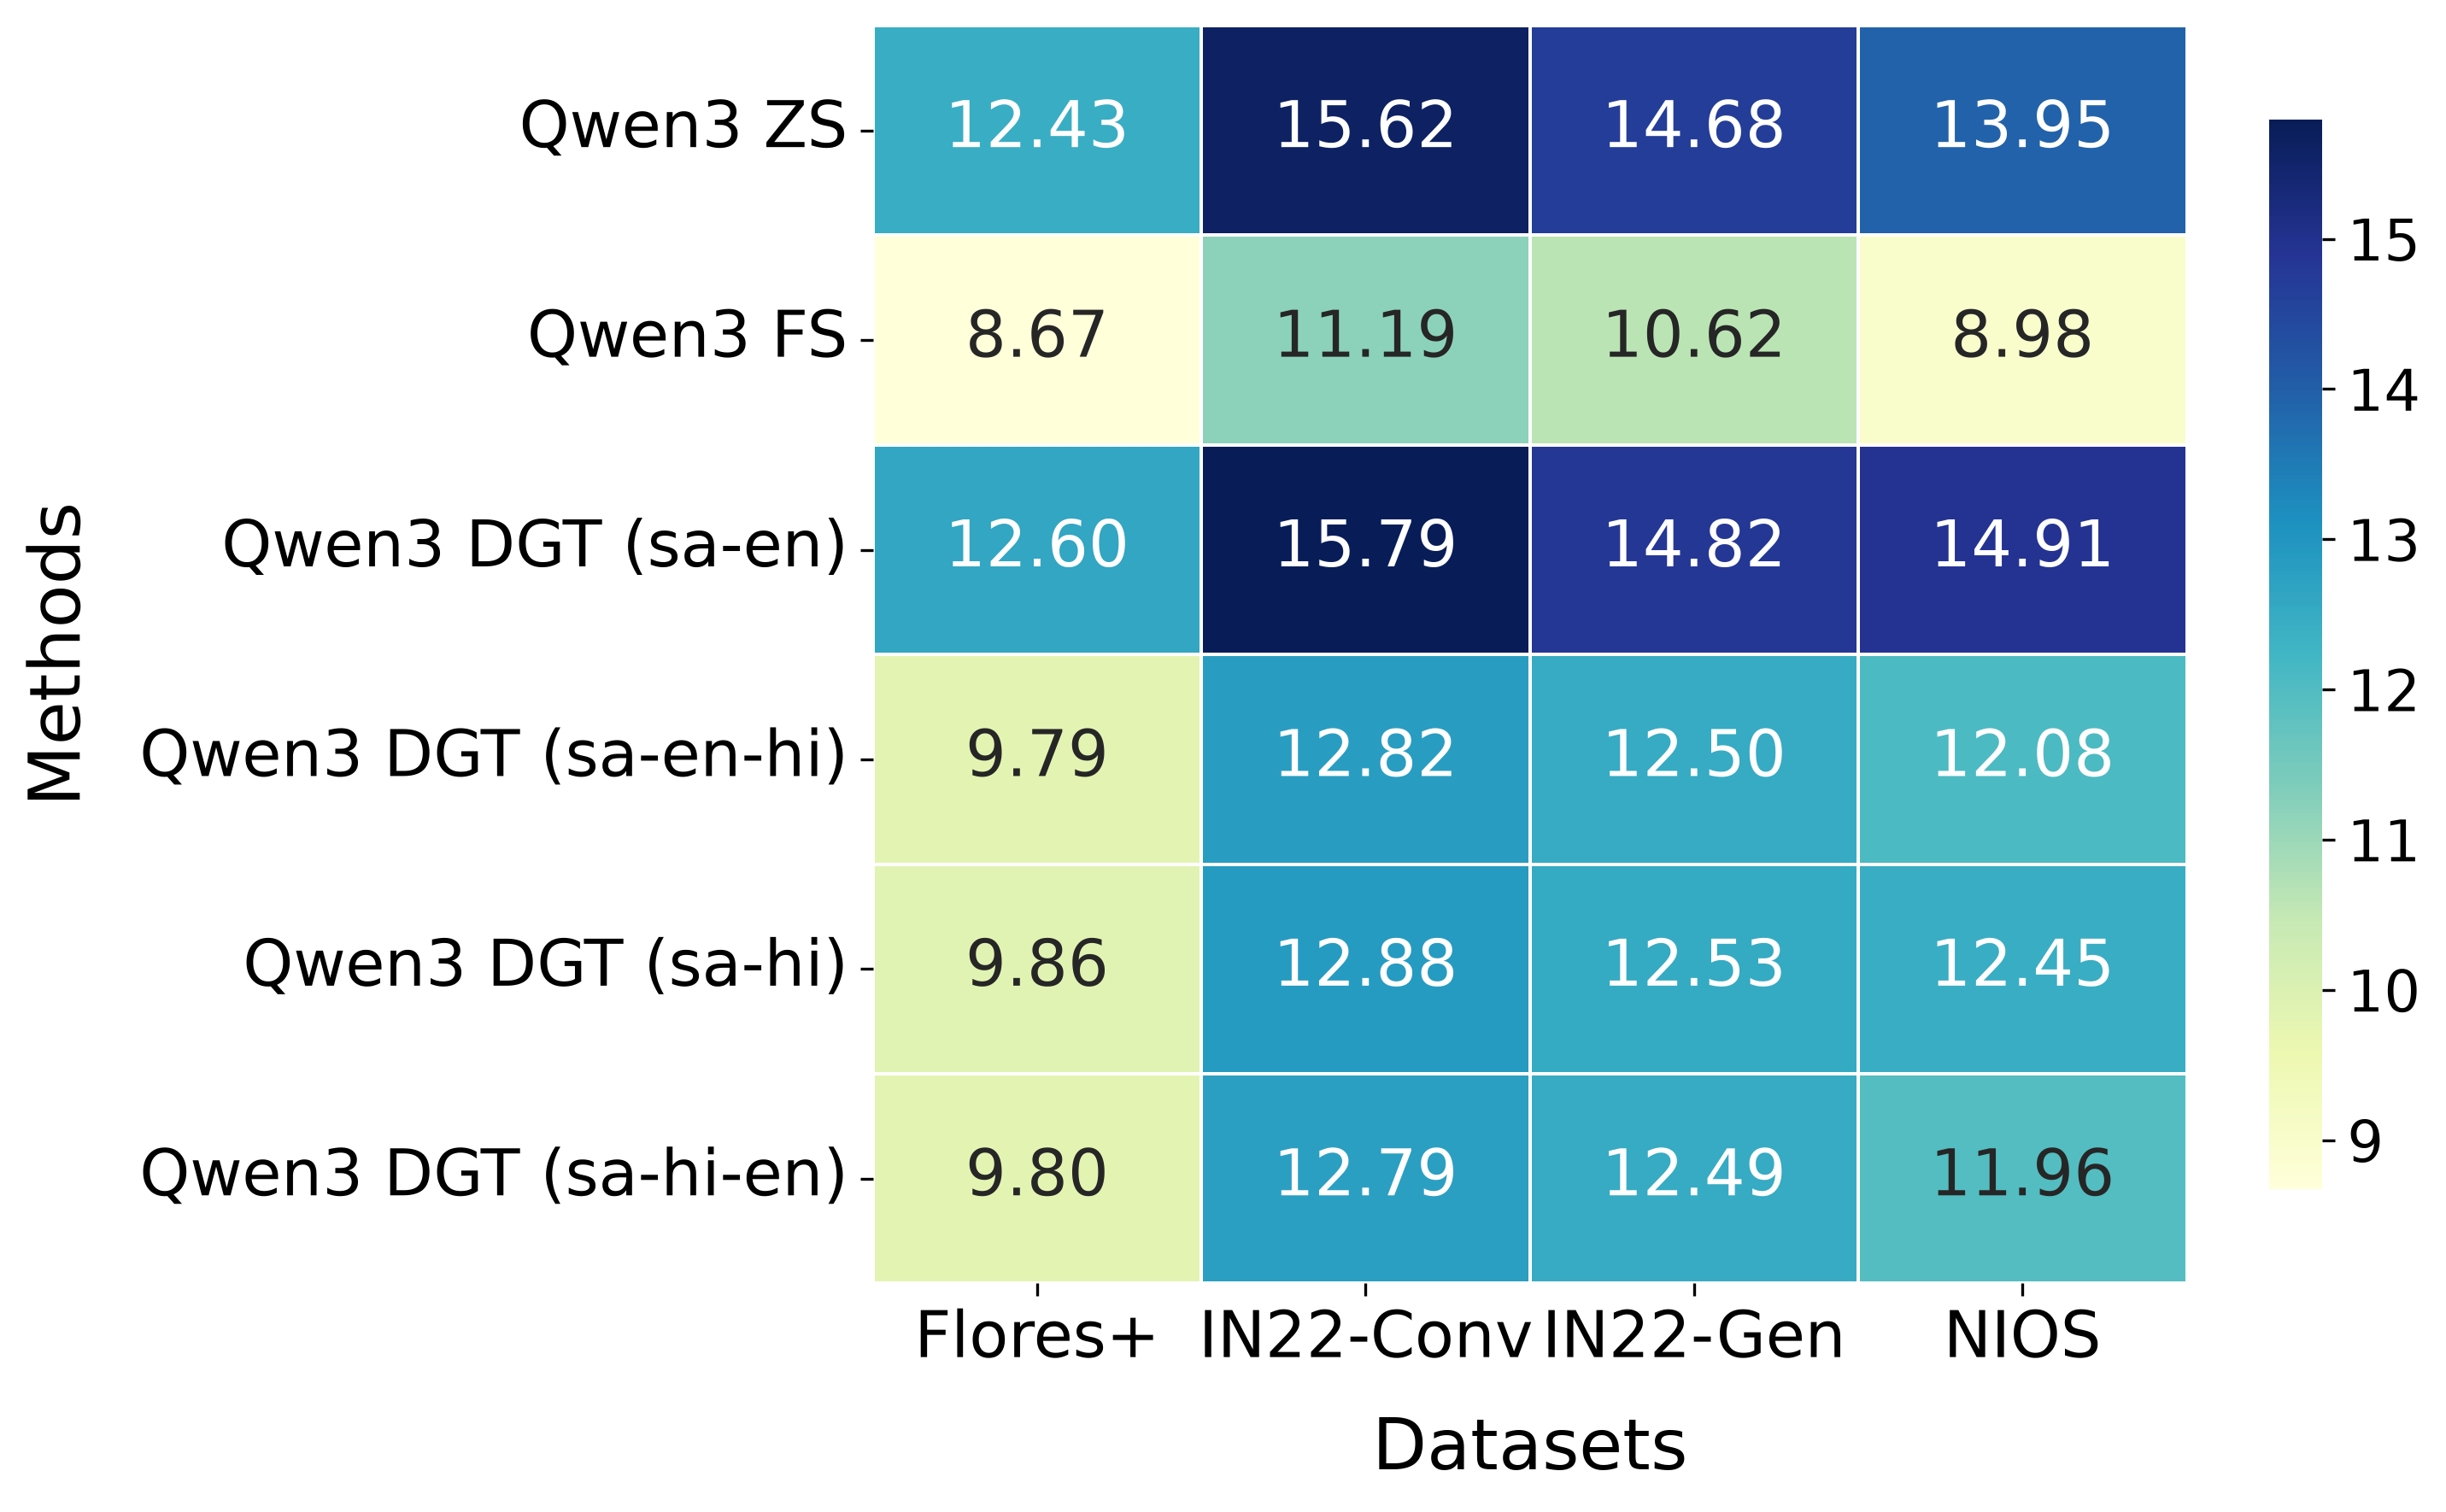 Qwen3 ZS 12.43 15.62 14.68 13.95
Qwen3 FS 8.67 11.19 10.62 8.98
Qwen3 DGT (sa-en) 12.60 15.79 14.82 14.91
Qwen3 DGT (sa-en-hi) 9.79 12.82 12.50 12.08
Qwen3 DGT (sa-hi) 9.86 12.88 12.53 12.45
Qwen3 DGT (sa-hi-en) 9.80 12.79 12.49 11.96
Methods
Flores+ IN22-Conv IN22-Gen NIOS
Datasets
15
14
13
12
11
10
9